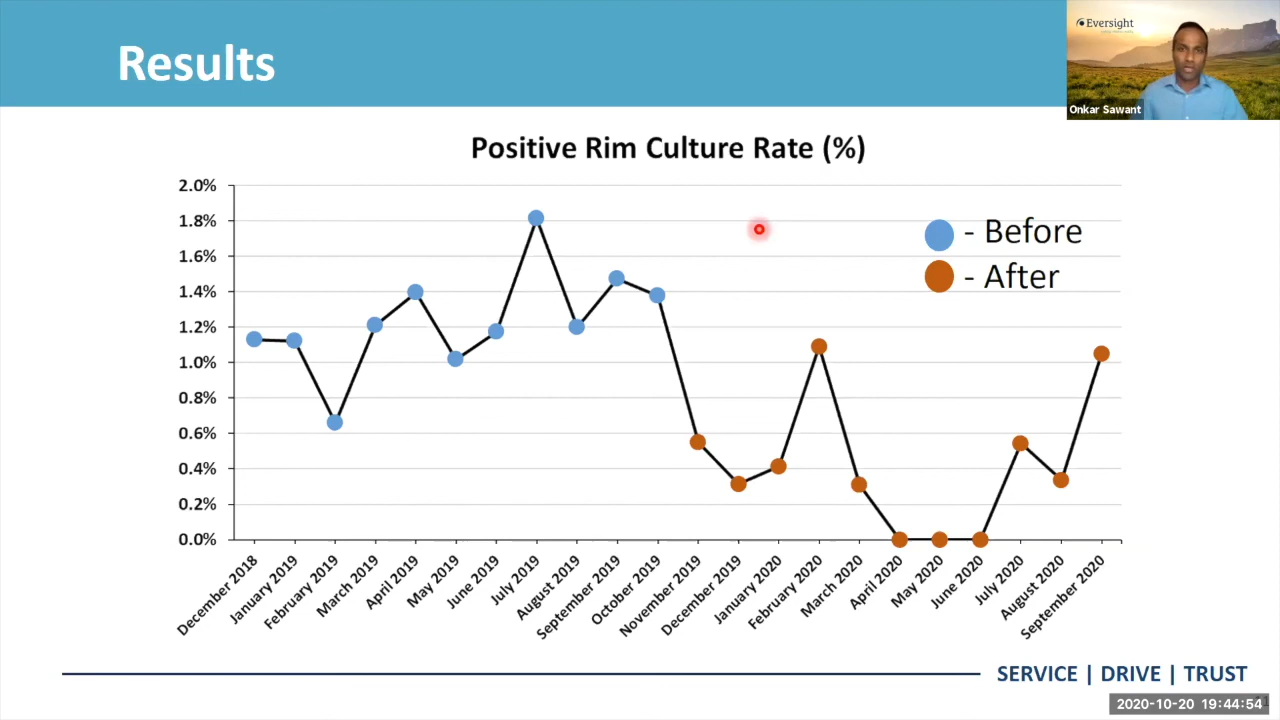 Results
Eversight
Onkar Sawant
Positive Rim Culture Rate (%)
2.0%
1.8%
1.6%
1.4%
1.2%
1.0%
0.8%
0.6%
0.4%
0.2%
0.0%
- Before
- After
December 2018
January 2019
February 2019
March 2019
April 2019
May 2019
June 2019
July 2019
August 2019
September 2019
October 2019
November 2019
December 2019
January 2020
February 2020
March 2020
April 2020
May 2020
June 2020
July 2020
August 2020
September 2020
SERVICE | DRIVE | TRUST
2020-10-20 19:44:54